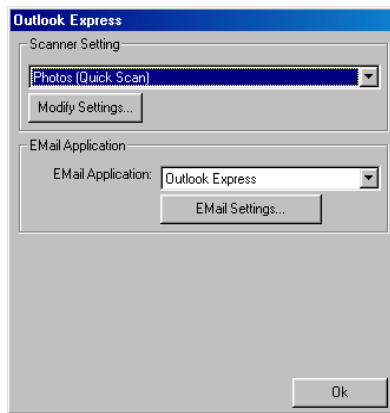 Outlook Express
Scanner Setting
Photos (Quick Scan)
Modify Settings...
EMail Application
EMail Application: Outlook Express
EMail Settings...
Ok